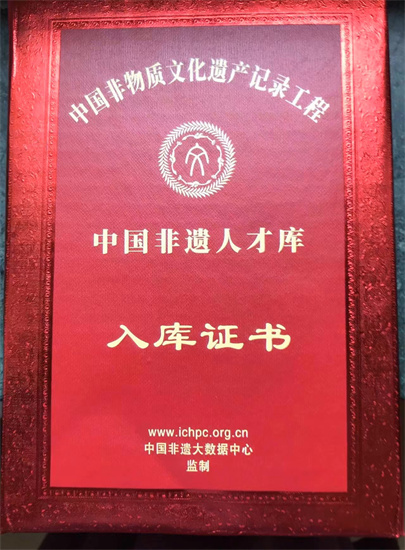 中国非物质文化遗产记录工程
文
中国非遗人才库
入库证书
www.ichpc.org.cn
中国非遗大数据中心
监制